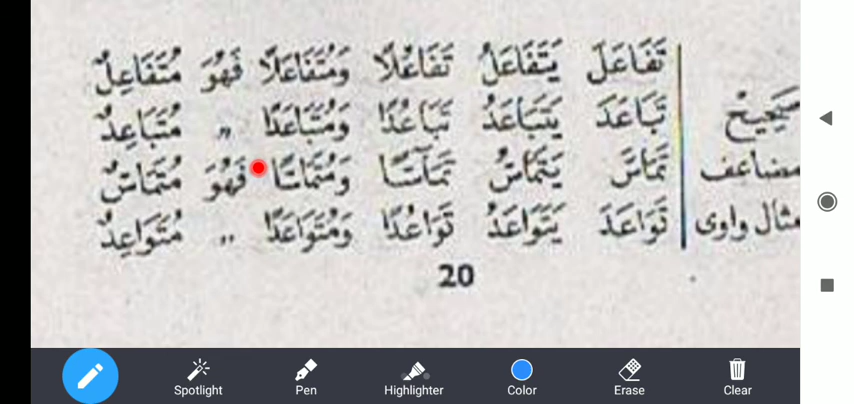 تَفَاعَلَ يَتَفَاعَلُ تَفَاعُلًا وَمُتَفَاعَلًا فَهُوَ مُتَفَاعِلٌ
صَحِيحْ تَبَاعَدَ يَتَبَاعَدُ تَبَاعُدًا وَمُتَبَاعَدًا " مُتَبَاعِدٌ
مضاعف تَمَاسَّ يَتَمَاسُّ تَمَاسًّا وَمُتَمَاسًّا فَهُوَ مُتَمَاسٌّ
مثال واوى تَوَاعَدَ يَتَوَاعَدُ تَوَاعُدًا وَمُتَوَاعَدًا " مُتَوَاعِدٌ
20
Spotlight Pen Highlighter Color Erase Clear